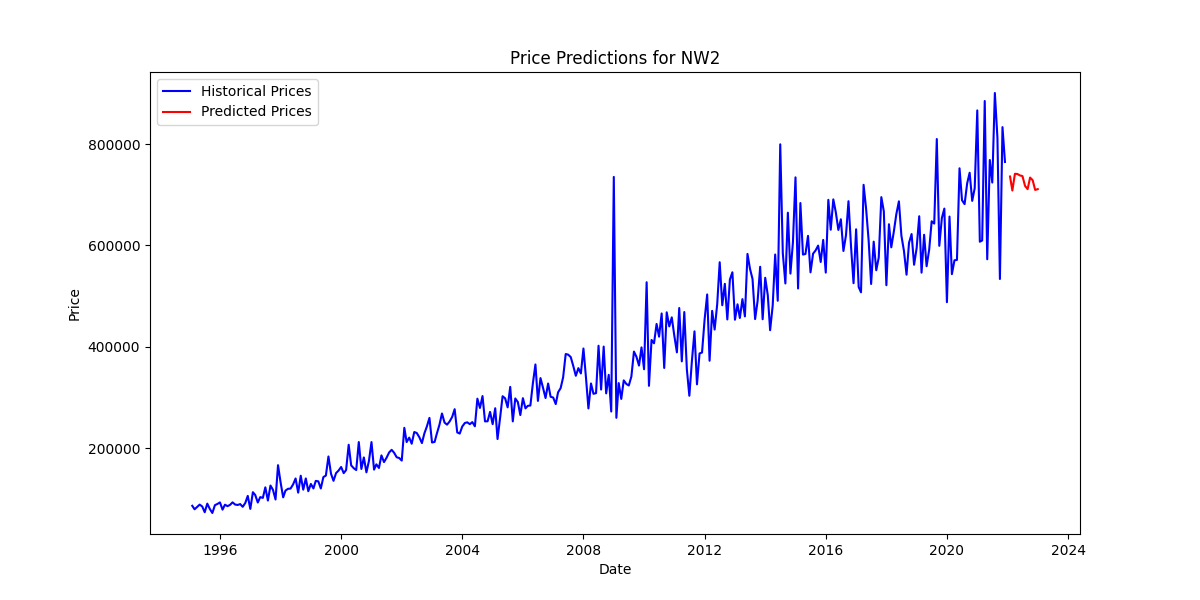 Price Predictions for NW2
Historical Prices
Predicted Prices
Price
800000
600000
400000
200000
1996
2000
2004
2008
2012
2016
2020
2024
Date